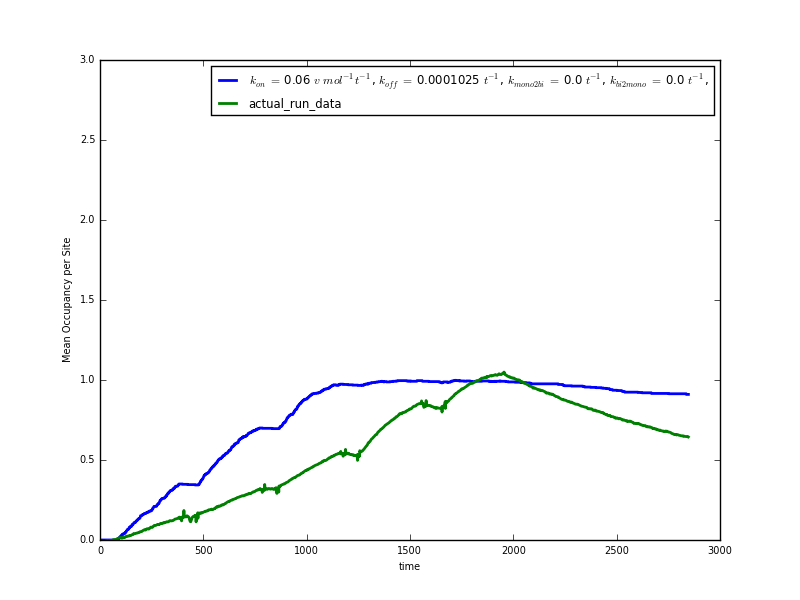 3.0
k_on = 0.06 v mol^−1 t^−1, k_off = 0.0001025 t^−1, k_mono2bi = 0.0 t^−1, k_bi2mono = 0.0 t^−1,
actual_run_data
2.5
2.0
Mean Occupancy per Site
1.5
1.0
0.5
0.0
0 500 1000 1500 2000 2500 3000
time